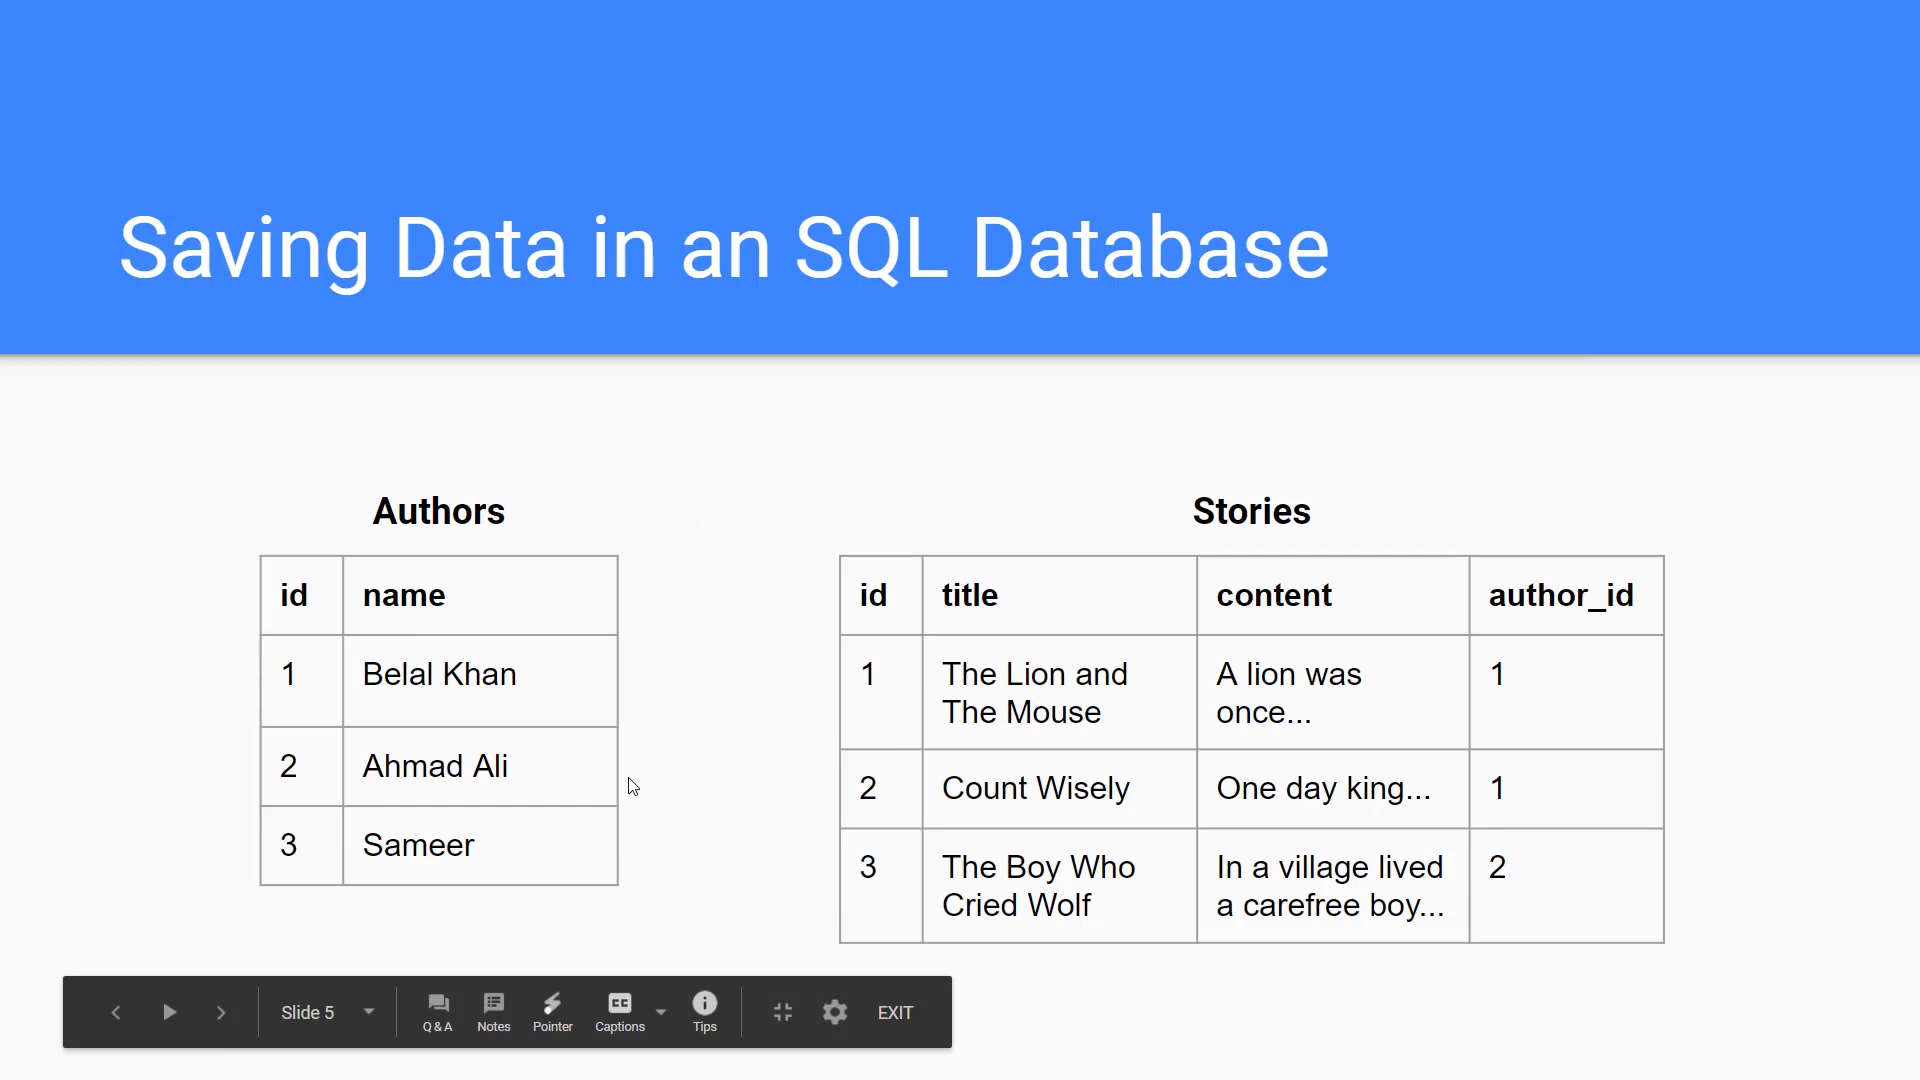 Saving Data in an SQL Database
Authors
id name
1 Belal Khan
2 Ahmad Ali
3 Sameer
Stories
id title content author_id
1 The Lion and The Mouse A lion was once... 1
2 Count Wisely One day king... 1
3 The Boy Who Cried Wolf In a village lived a carefree boy... 2
Slide 5 Q&A Notes Pointer Captions Tips EXIT